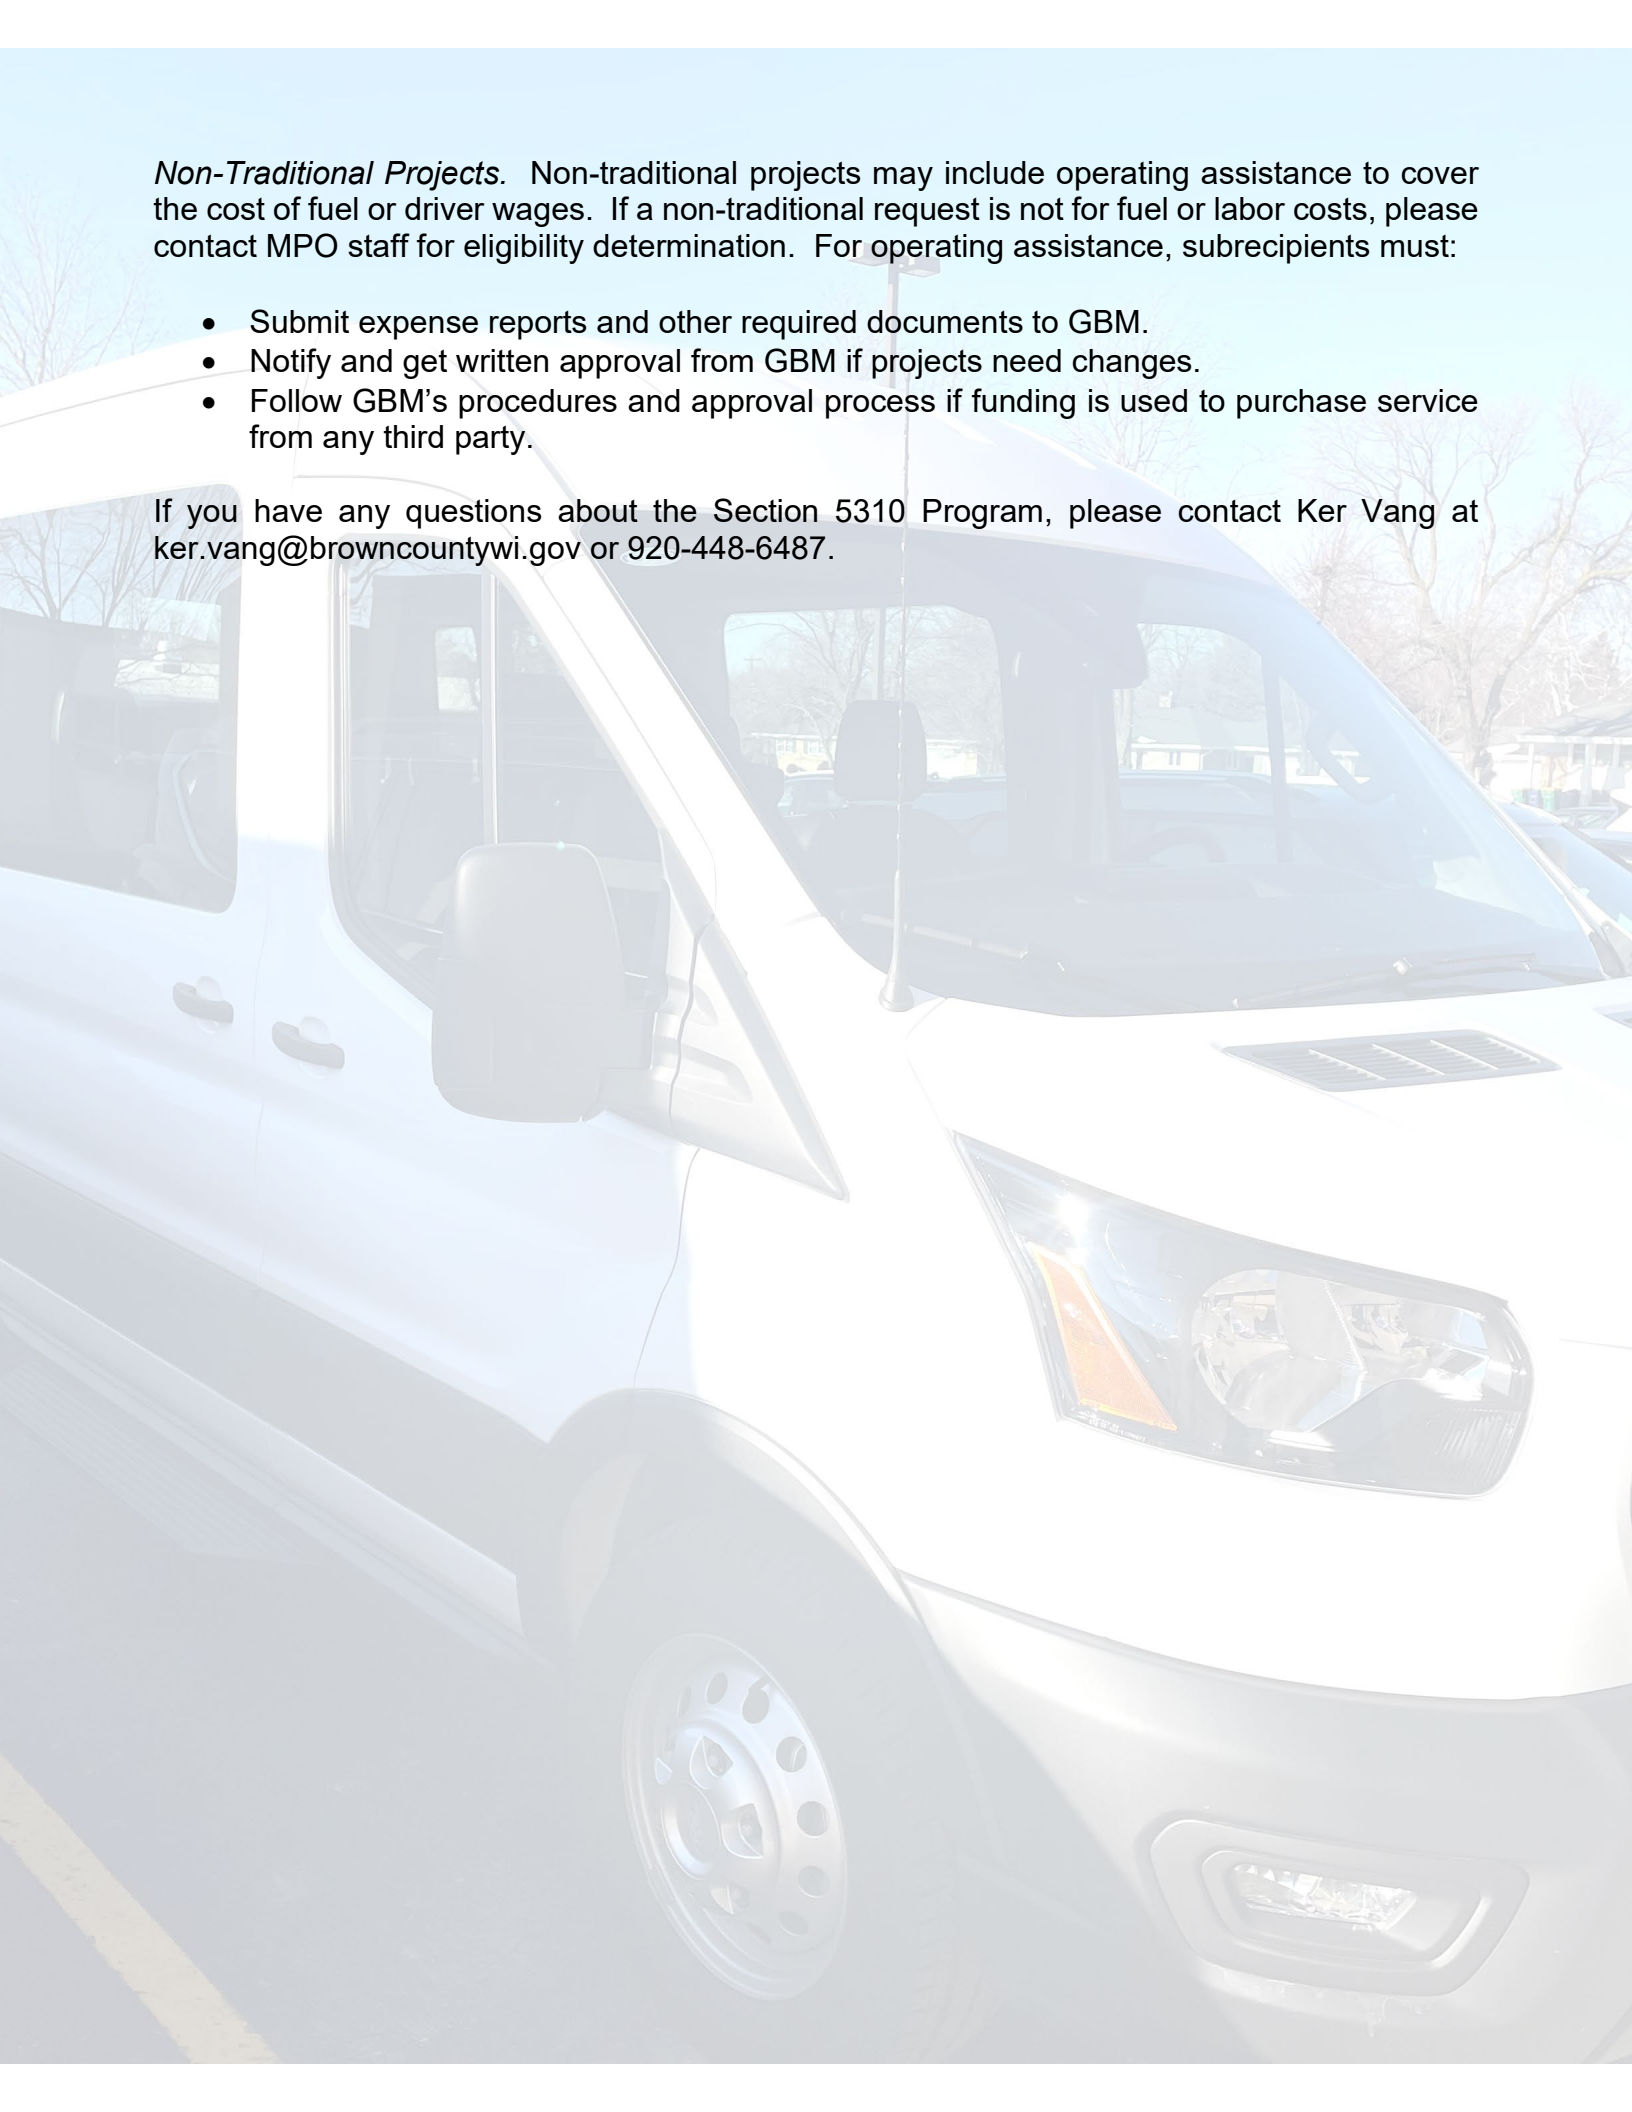 Non-Traditional Projects.  Non-traditional projects may include operating assistance to cover
the cost of fuel or driver wages.  If a non-traditional request is not for fuel or labor costs, please
contact MPO staff for eligibility determination.  For operating assistance, subrecipients must:
• Submit expense reports and other required documents to GBM.
• Notify and get written approval from GBM if projects need changes.
• Follow GBM’s procedures and approval process if funding is used to purchase service
from any third party.
If you have any questions about the Section 5310 Program, please contact Ker Vang at
ker.vang@browncountywi.gov or 920-448-6487.